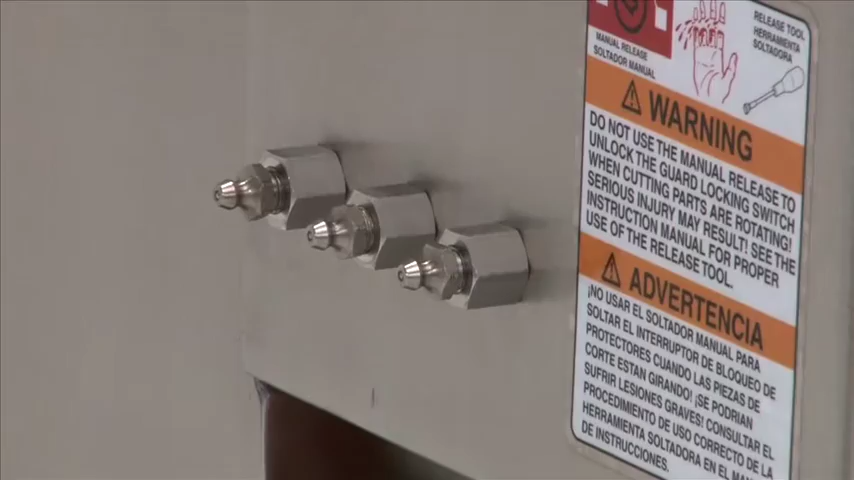 MANUAL RELEASE
SOLTADOR MANUAL
RELEASE TOOL
HERRAMIENTA
SOLTADORA
WARNING
DO NOT USE THE MANUAL RELEASE TO
UNLOCK THE GUARD LOCKING SWITCH
WHEN CUTTING PARTS ARE ROTATING!
SERIOUS INJURY MAY RESULT! SEE THE
INSTRUCTION MANUAL FOR PROPER
USE OF THE RELEASE TOOL.
ADVERTENCIA
¡NO USAR EL SOLTADOR MANUAL PARA
SOLTAR EL INTERRUPTOR DE BLOQUEO DE
PROTECTORES CUANDO LAS PIEZAS DE
CORTE ESTAN GIRANDO! ¡SE PODRIAN
SUFRIR LESIONES GRAVES! CONSULTAR EL
PROCEDIMIENTO DE USO CORRECTO DE LA
HERRAMIENTA SOLTADORA EN EL MAN
DE INSTRUCCIONES.